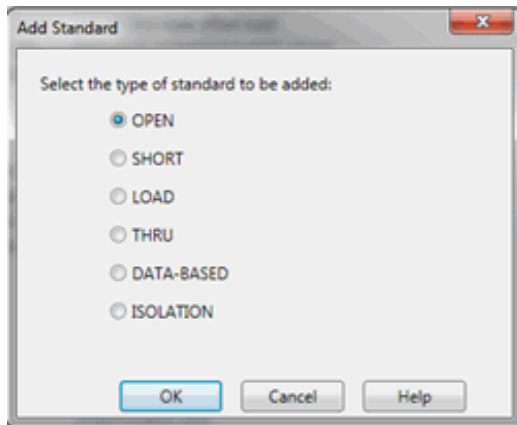 Add Standard
Select the type of standard to be added:
OPEN
SHORT
LOAD
THRU
DATA-BASED
ISOLATION
OK Cancel Help